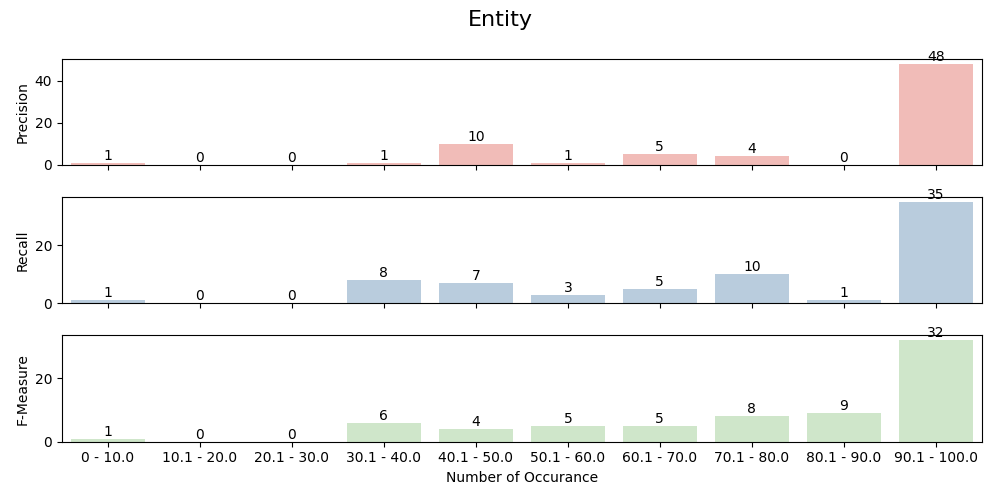 Entity
Precision
40
20
0
1 0 0 1 10 1 5 4 0 48
Recall
20
0
1 0 0 8 7 3 5 10 1 35
F-Measure
20
0
1 0 0 6 4 5 5 8 9 32
0 - 10.0 10.1 - 20.0 20.1 - 30.0 30.1 - 40.0 40.1 - 50.0 50.1 - 60.0 60.1 - 70.0 70.1 - 80.0 80.1 - 90.0 90.1 - 100.0
Number of Occurance